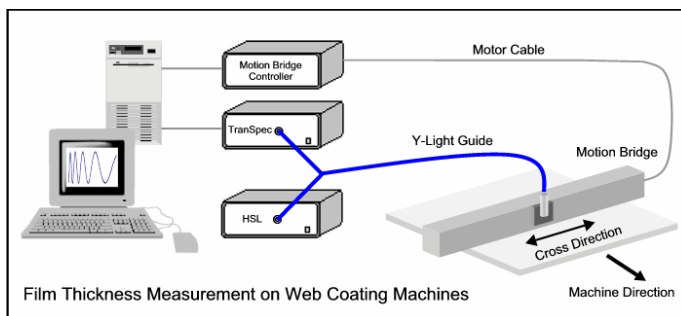 Motor Cable
Motion Bridge
Controller
TranSpec
Y-Light Guide
Motion Bridge
HSL
Cross Direction
Machine Direction
Film Thickness Measurement on Web Coating Machines